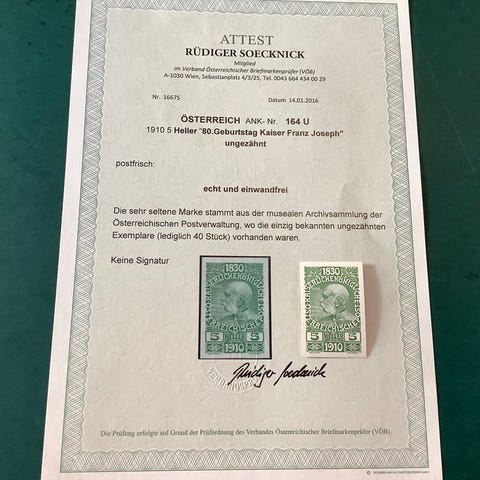 ATTEST
RÜDIGER SOECKNICK
Mitglied
im Verband Österreichischer Briefmarkenprüfer (VÖB)
A-1030 Wien, Sebastianplatz 4/3/25, Tel. 0043 664 434 00 29
Nr. 16675 Datum 14.01.2016
ÖSTERREICH ANK- Nr. 164 U
1910 5 Heller "80.Geburtstag Kaiser Franz Joseph"
ungezähnt
postfrisch:
echt und einwandfrei
Die sehr seltene Marke stammt aus der musealen Archivsammlung der
Österreichischen Postverwaltung, wo die einzig bekannten ungezähnten
Exemplare (lediglich 40 Stück) vorhanden waren.
Keine Signatur
1830
5 5
1910
1830
5 5
1910
Rüdiger Soecknick
Die Prüfung erfolgte auf Grund der Prüfordnung des Verbandes Österreichischer Briefmarkenprüfer (VÖB).